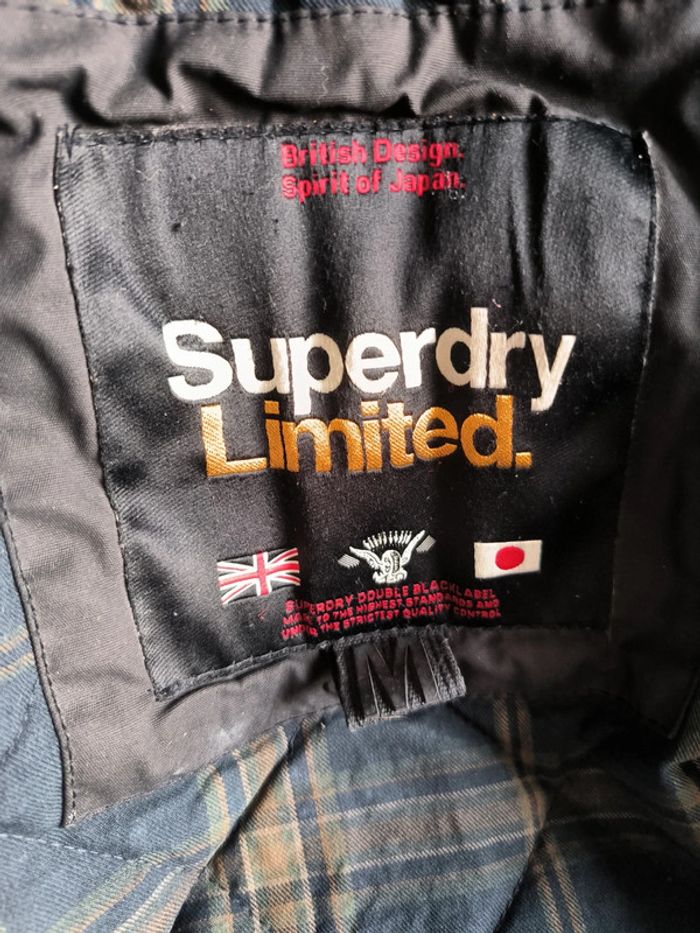 British Design.
Spirit of Japan.
Superdry
Limited.
SUPERDRY DOUBLE BLACK LABEL
MADE TO THE HIGHEST STANDARDS AND
UNDER THE STRICTEST QUALITY CONTROL
M